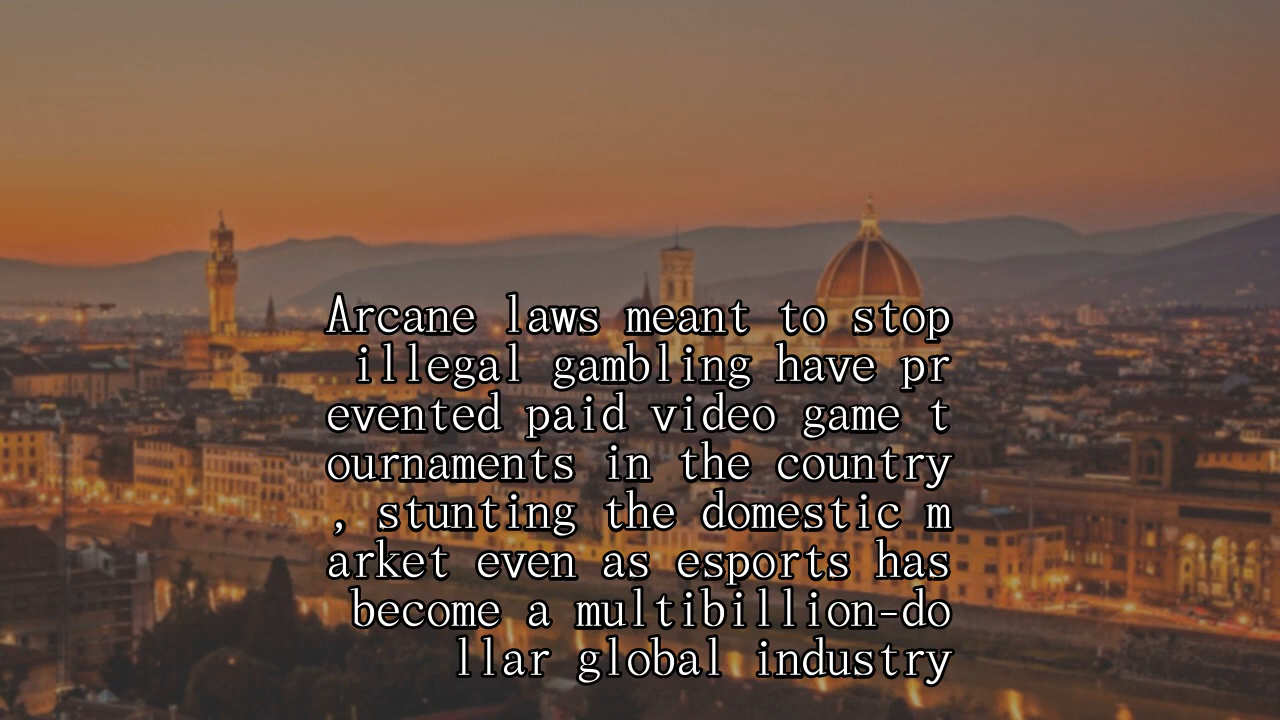 Arcane laws meant to stop
illegal gambling have pr
evented paid video game t
ournaments in the country
, stunting the domestic m
arket even as esports has
become a multibillion-do
llar global industry